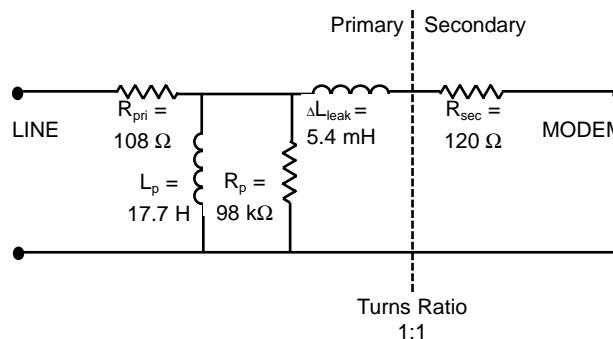 Primary Secondary
LINE
R_pri =
108 Ω
ΔL_leak =
5.4 mH
R_sec =
120 Ω
MODEM
L_p =
17.7 H
R_p =
98 kΩ
Turns Ratio
1:1